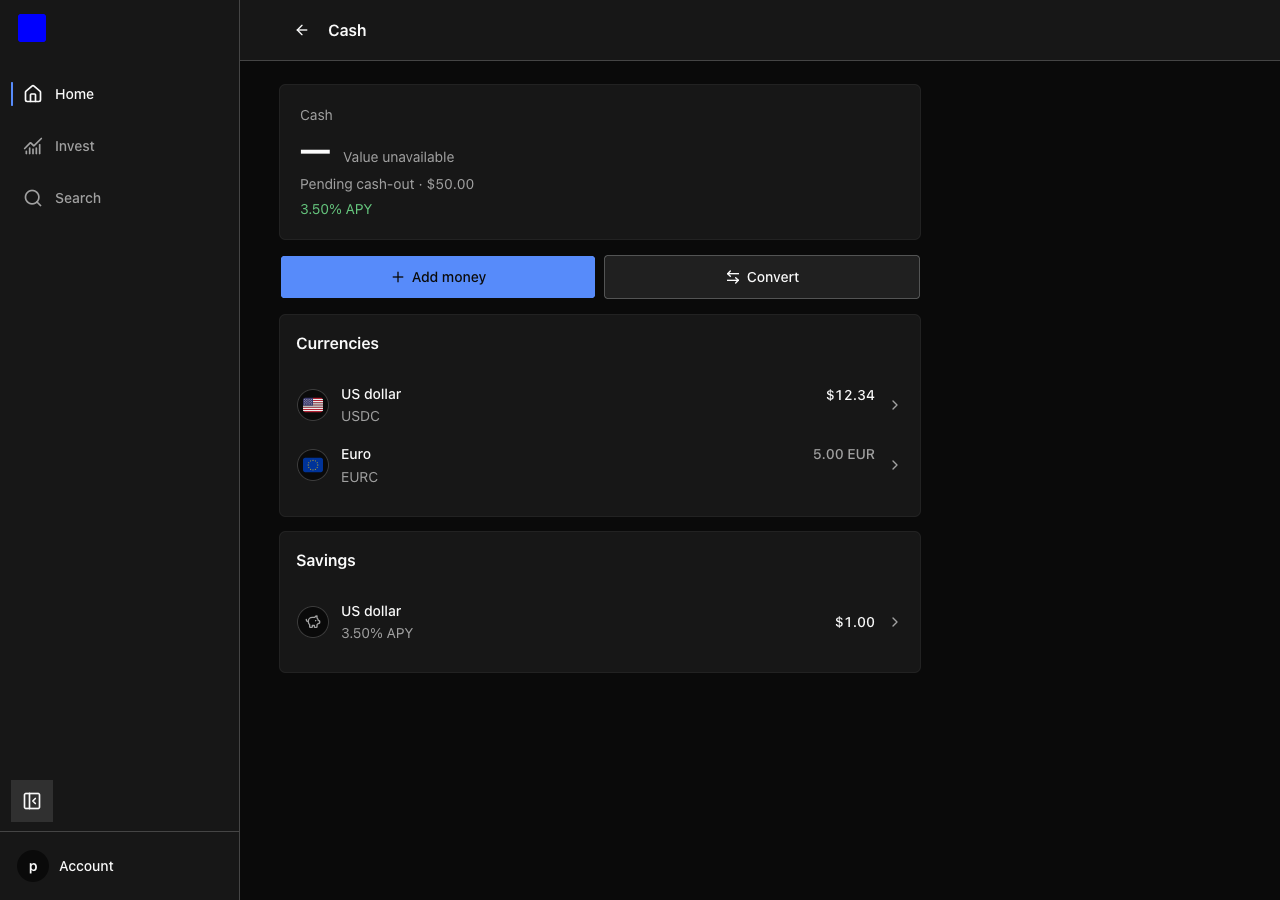 Cash
Home
Invest
Search
Cash
— Value unavailable
Pending cash-out · $50.00
3.50% APY
Add money
Convert
Currencies
US dollar
$12.34
USDC
Euro
5.00 EUR
EURC
Savings
US dollar
3.50% APY
$1.00
p
Account